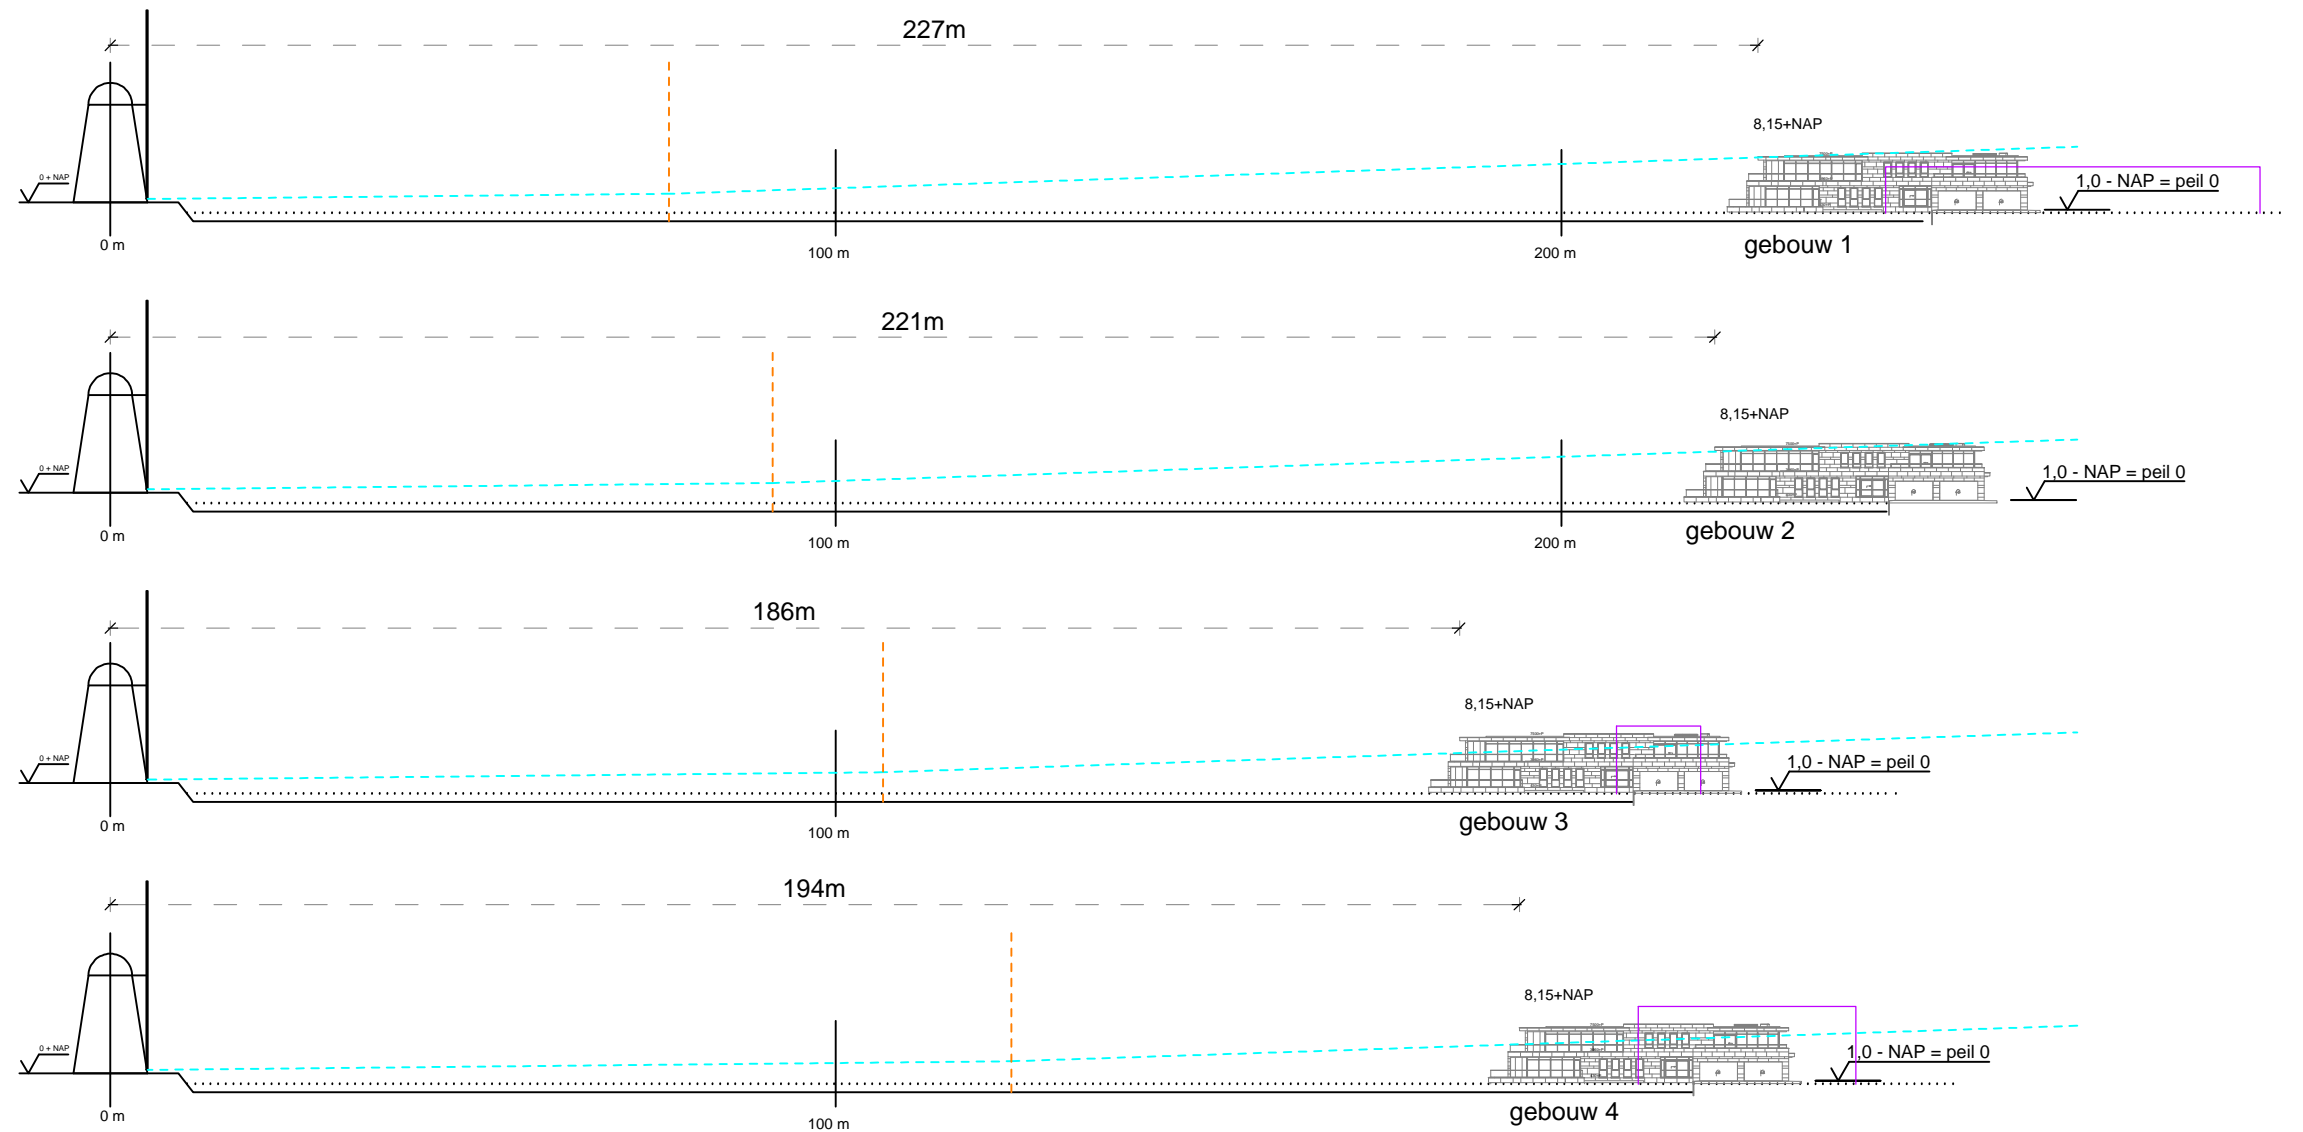 227m
8,15+NAP
0 + NAP
1,0 - NAP = peil 0
0 m
100 m
200 m
gebouw 1
221m
8,15+NAP
0 + NAP
1,0 - NAP = peil 0
0 m
100 m
200 m
gebouw 2
186m
8,15+NAP
0 + NAP
1,0 - NAP = peil 0
0 m
100 m
gebouw 3
194m
8,15+NAP
0 + NAP
1,0 - NAP = peil 0
0 m
100 m
gebouw 4